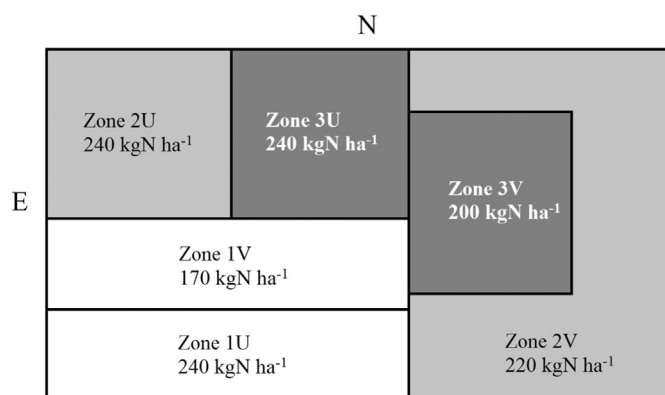 N
Zone 2U
240 kgN ha⁻¹
Zone 3U
240 kgN ha⁻¹
Zone 3V
200 kgN ha⁻¹
E
Zone 1V
170 kgN ha⁻¹
Zone 1U
240 kgN ha⁻¹
Zone 2V
220 kgN ha⁻¹